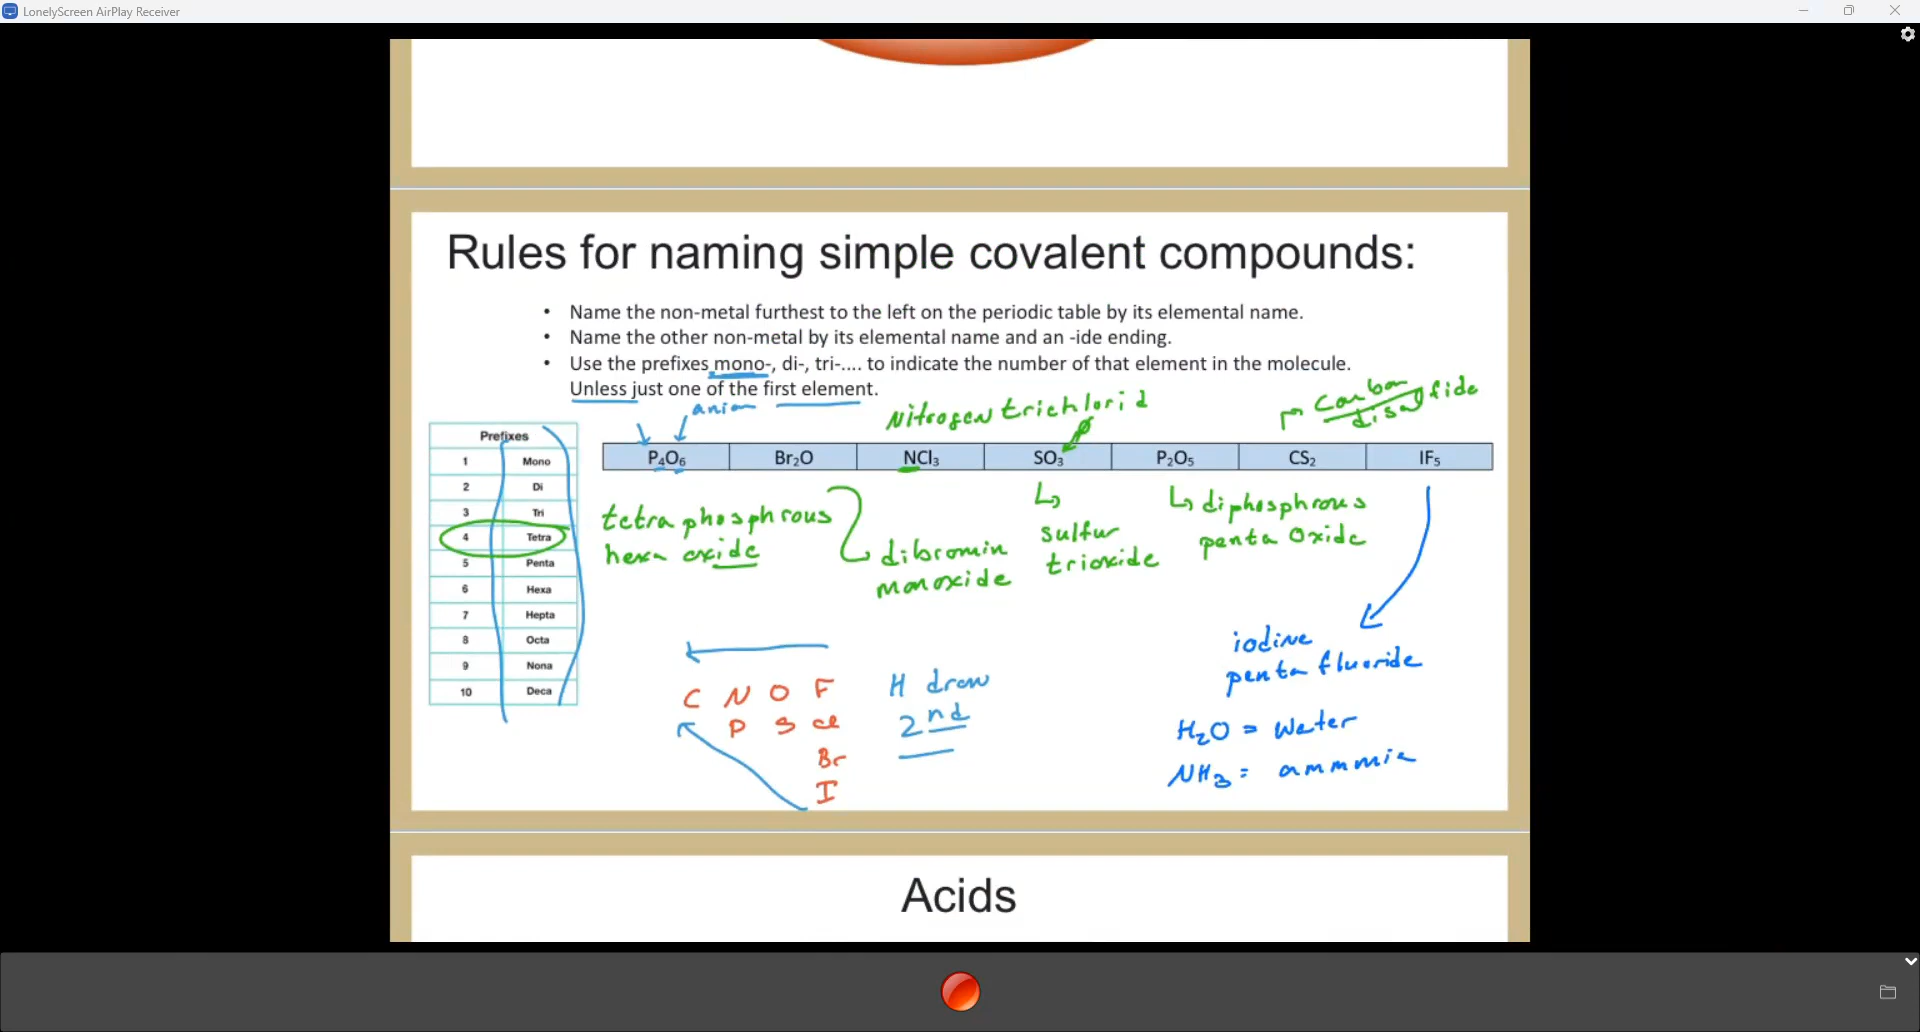 LonelyScreen AirPlay Receiver
Rules for naming simple covalent compounds:
• Name the non-metal furthest to the left on the periodic table by its elemental name.
• Name the other non-metal by its elemental name and an -ide ending.
• Use the prefixes mono-, di-, tri-.... to indicate the number of that element in the molecule.
Unless just one of the first element.
anion
Nitrogen trichlorid
Carbon
disulfide
Prefixes
1 Mono
2 Di
3 Tri
4 Tetra
5 Penta
6 Hexa
7 Hepta
8 Octa
9 Nona
10 Deca
P₄O₆ Br₂O NCl₃ SO₃ P₂O₅ CS₂ IF₅
tetra phosphrous
hexa oxide
dibromin
monoxide
sulfur
trioxide
diphosphrous
penta oxide
iodine
penta fluoride
H₂O = water
NH₃ = ammmia
C N O F
P S Cl
Br
I
H draw
2nd
Acids